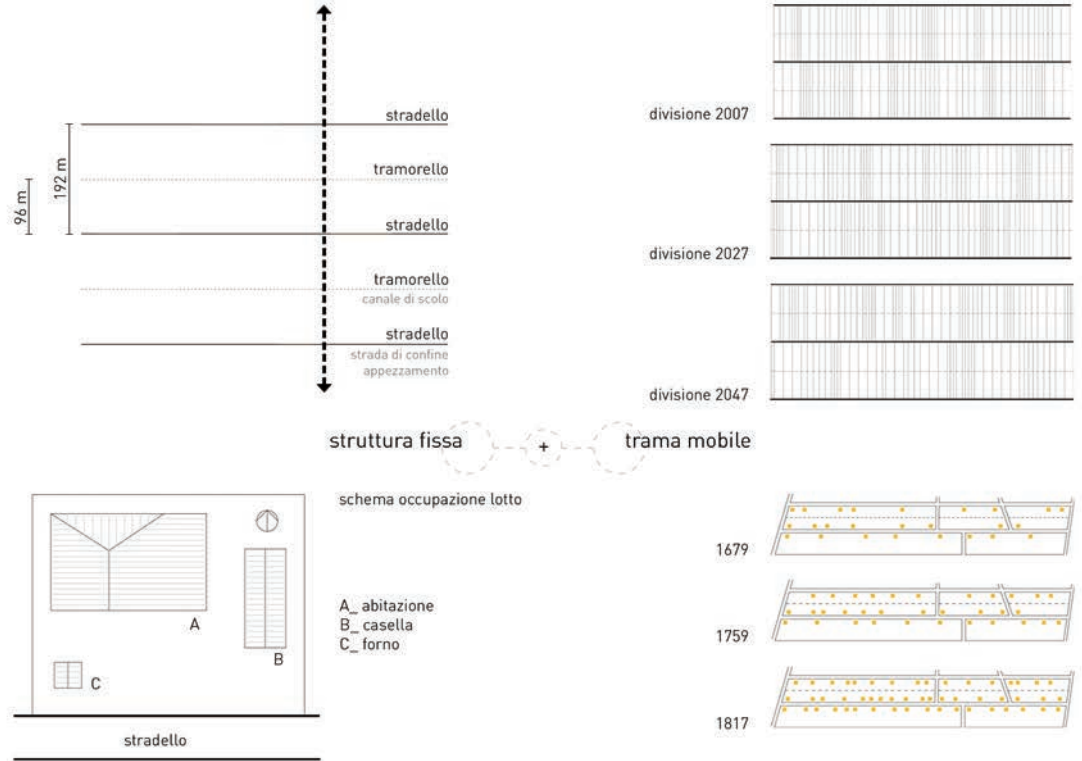 stradello
192 m
tramorello
96 m
stradello
tramorello
canale di scolo
stradello
strada di confine
appezzamento
divisione 2007
divisione 2027
divisione 2047
struttura fissa
+
trama mobile
schema occupazione lotto
A
B
C
stradello
A_ abitazione
B_ casella
C_ forno
1679
1759
1817